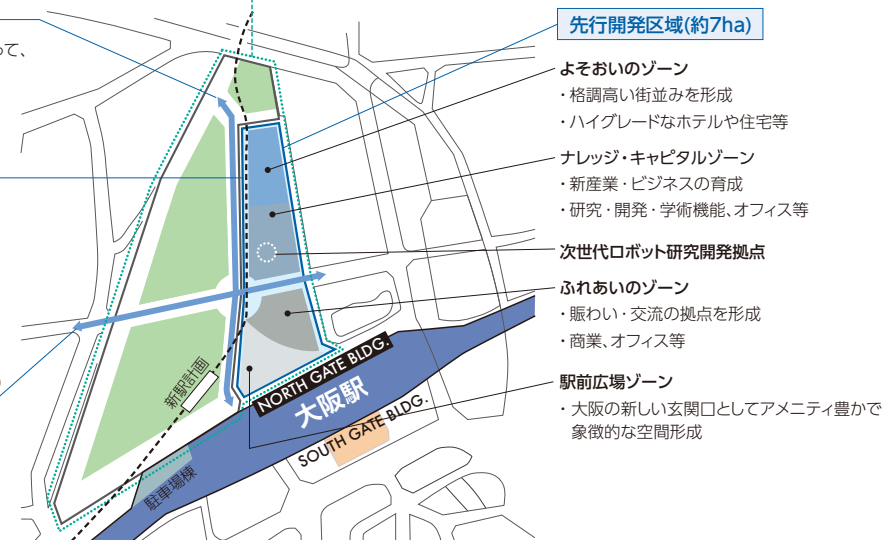 って、
先行開発区域(約7ha)
よそおいのゾーン
・格調高い街並みを形成
・ハイグレードなホテルや住宅等
ナレッジ・キャピタルゾーン
・新産業・ビジネスの育成
・研究・開発・学術機能、オフィス等
次世代ロボット研究開発拠点
ふれあいのゾーン
・賑わい・交流の拠点を形成
・商業、オフィス等
駅前広場ゾーン
・大阪の新しい玄関口としてアメニティ豊かで
象徴的な空間形成
新駅計画
NORTH GATE BLDG.
大阪駅
SOUTH GATE BLDG.
駐車場棟